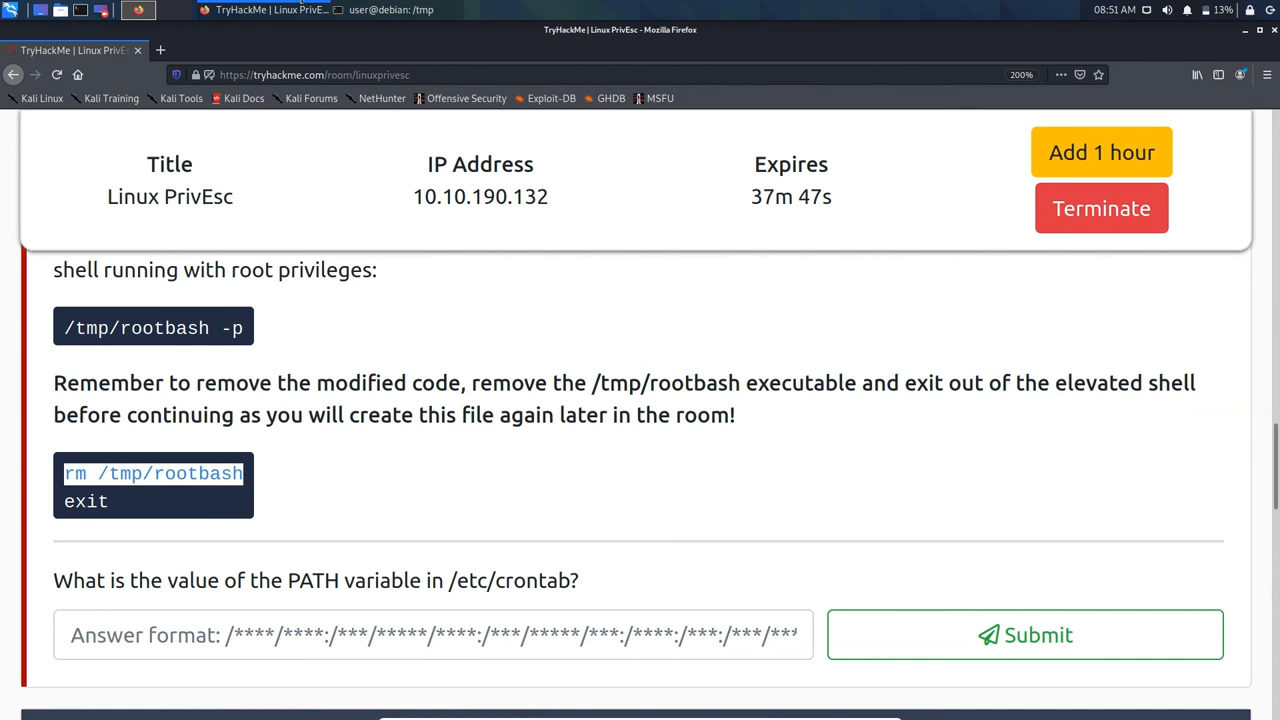 TryHackMe | Linux PrivE...
user@debian: /tmp
08:51 AM
13%
TryHackMe | Linux PrivEsc - Mozilla Firefox
TryHackMe | Linux PrivEs
https://tryhackme.com/room/linuxprivesc
200%
Kali Linux
Kali Training
Kali Tools
Kali Docs
Kali Forums
NetHunter
Offensive Security
Exploit-DB
GHDB
MSFU
Title
IP Address
Expires
Add 1 hour
Linux PrivEsc
10.10.190.132
37m 47s
Terminate
shell running with root privileges:
/tmp/rootbash -p
Remember to remove the modified code, remove the /tmp/rootbash executable and exit out of the elevated shell
before continuing as you will create this file again later in the room!
rm /tmp/rootbash
exit
What is the value of the PATH variable in /etc/crontab?
Answer format: /****/****:/***/*****/****:/***/*****/***:/****:/***:/***/***
Submit